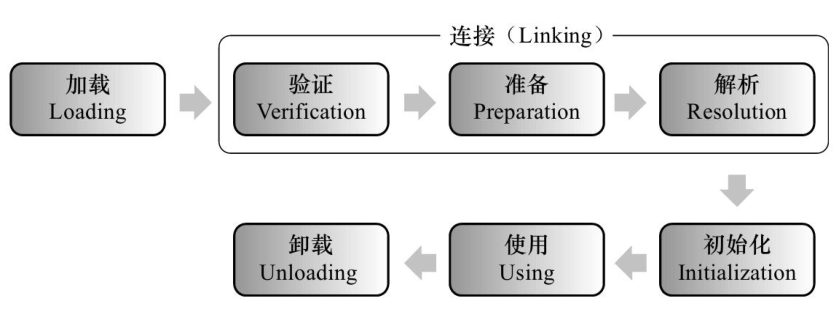 连接（Linking）
加载
Loading
验证
Verification
准备
Preparation
解析
Resolution
初始化
Initialization
使用
Using
卸载
Unloading